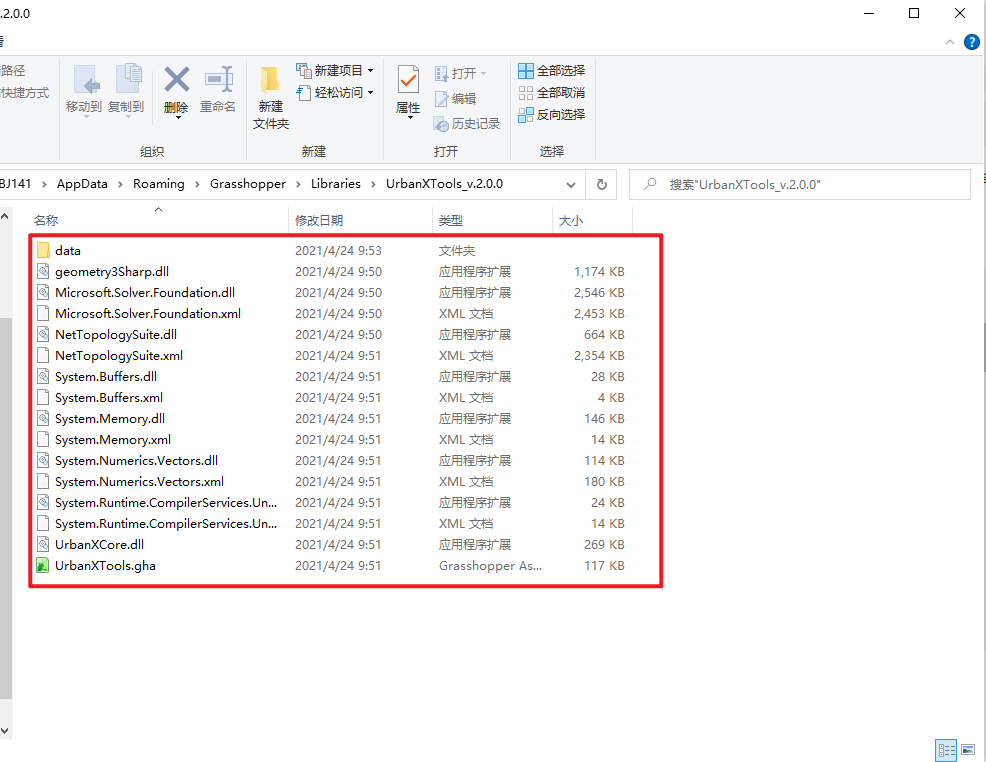 .2.0.0
看
路径
快捷方式
移动到 复制到 删除 重命名
新建
文件夹
新建项目
轻松访问
属性
打开
编辑
历史记录
全部选择
全部取消
反向选择
组织 新建 打开 选择
BJ141 > AppData > Roaming > Grasshopper > Libraries > UrbanXTools_v.2.0.0
搜索"UrbanXTools_v.2.0.0"
名称 修改日期 类型 大小
data 2021/4/24 9:53 文件夹
geometry3Sharp.dll 2021/4/24 9:50 应用程序扩展 1,174 KB
Microsoft.Solver.Foundation.dll 2021/4/24 9:50 应用程序扩展 2,546 KB
Microsoft.Solver.Foundation.xml 2021/4/24 9:50 XML 文档 2,453 KB
NetTopologySuite.dll 2021/4/24 9:50 应用程序扩展 664 KB
NetTopologySuite.xml 2021/4/24 9:51 XML 文档 2,354 KB
System.Buffers.dll 2021/4/24 9:51 应用程序扩展 28 KB
System.Buffers.xml 2021/4/24 9:51 XML 文档 4 KB
System.Memory.dll 2021/4/24 9:51 应用程序扩展 146 KB
System.Memory.xml 2021/4/24 9:51 XML 文档 14 KB
System.Numerics.Vectors.dll 2021/4/24 9:51 应用程序扩展 114 KB
System.Numerics.Vectors.xml 2021/4/24 9:51 XML 文档 180 KB
System.Runtime.CompilerServices.Un... 2021/4/24 9:51 应用程序扩展 24 KB
System.Runtime.CompilerServices.Un... 2021/4/24 9:51 XML 文档 14 KB
UrbanXCore.dll 2021/4/24 9:51 应用程序扩展 269 KB
UrbanXTools.gha 2021/4/24 9:51 Grasshopper As... 117 KB